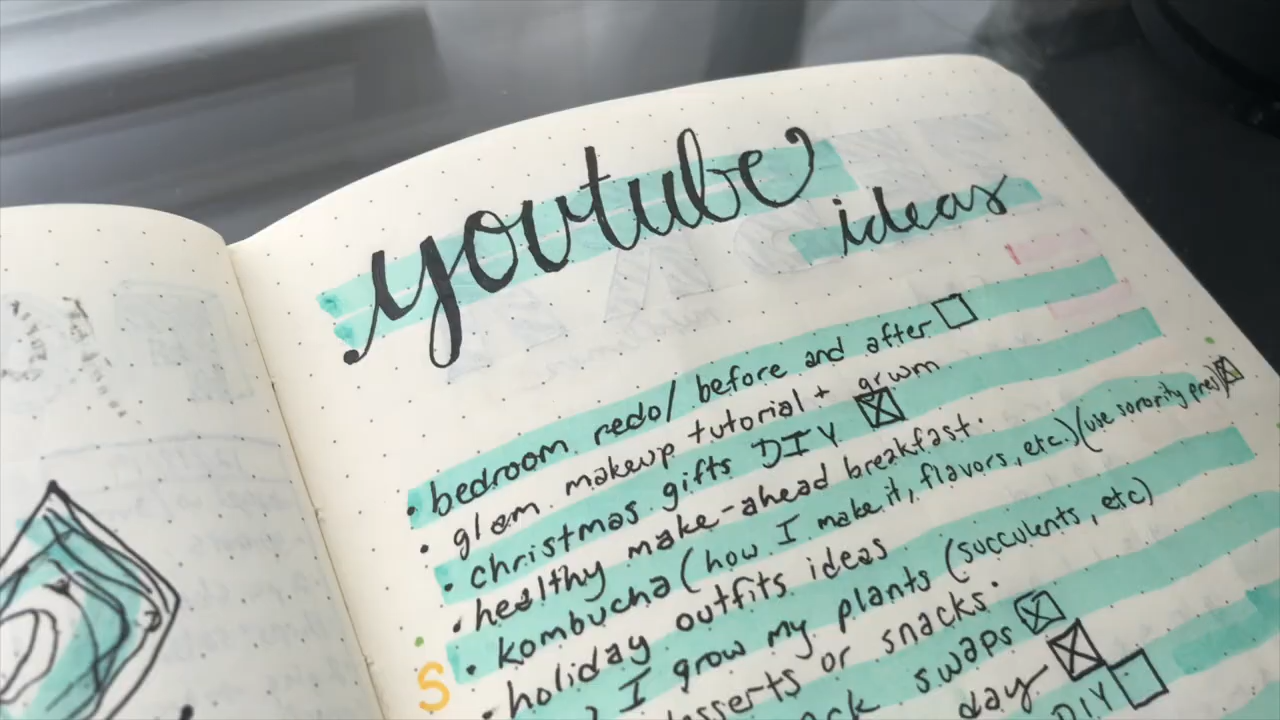 youtube
ideas
• bedroom redo/ before and after
• glam makeup tutorial + grwm
• christmas gifts DIY
• healthy make-ahead breakfast.
• kombucha (how I make it, flavors, etc.) (use sorority pres)
• holiday outfits ideas
I grow my plants (succulents, etc)
desserts or snacks.
swaps
day
DIY
S